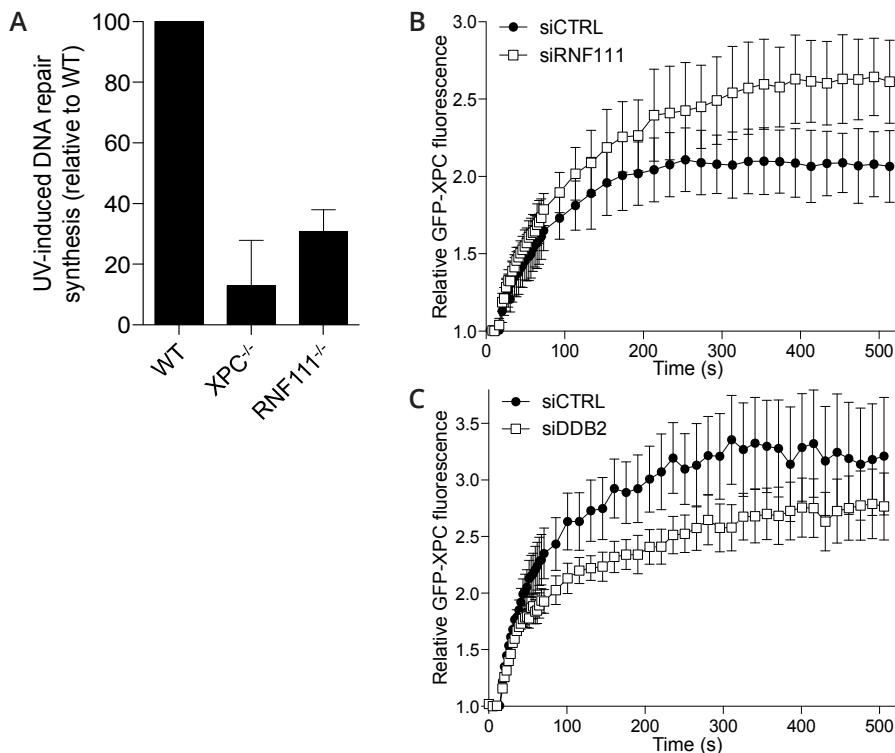 A
UV-induced DNA repair
synthesis (relative to WT)
100
80
60
40
20
0
WT
XPC-/-
RNF111-/-
B
siCTRL
siRNF111
Relative GFP-XPC fluorescence
3.0
2.5
2.0
1.5
1.0
0
100
200
300
400
500
Time (s)
C
siCTRL
siDDB2
Relative GFP-XPC fluorescence
3.5
3.0
2.5
2.0
1.5
1.0
0
100
200
300
400
500
Time (s)